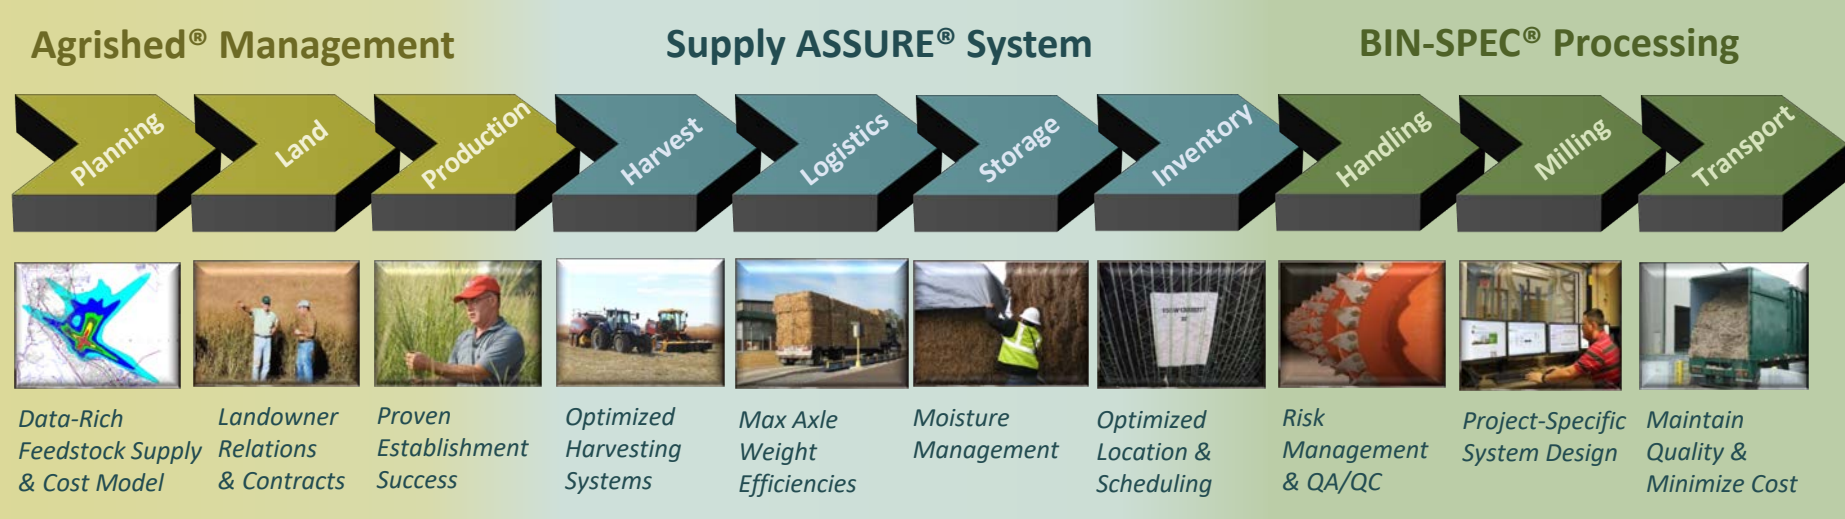 Agrished® Management
Supply ASSURE® System
BIN-SPEC® Processing
Planning
Land
Production
Harvest
Logistics
Storage
Inventory
Handling
Milling
Transport
Data-Rich
Feedstock Supply
& Cost Model
Landowner
Relations
& Contracts
Proven
Establishment
Success
Optimized
Harvesting
Systems
Max Axle
Weight
Efficiencies
Moisture
Management
Optimized
Location &
Scheduling
Risk
Management
& QA/QC
Project-Specific
System Design
Maintain
Quality &
Minimize Cost